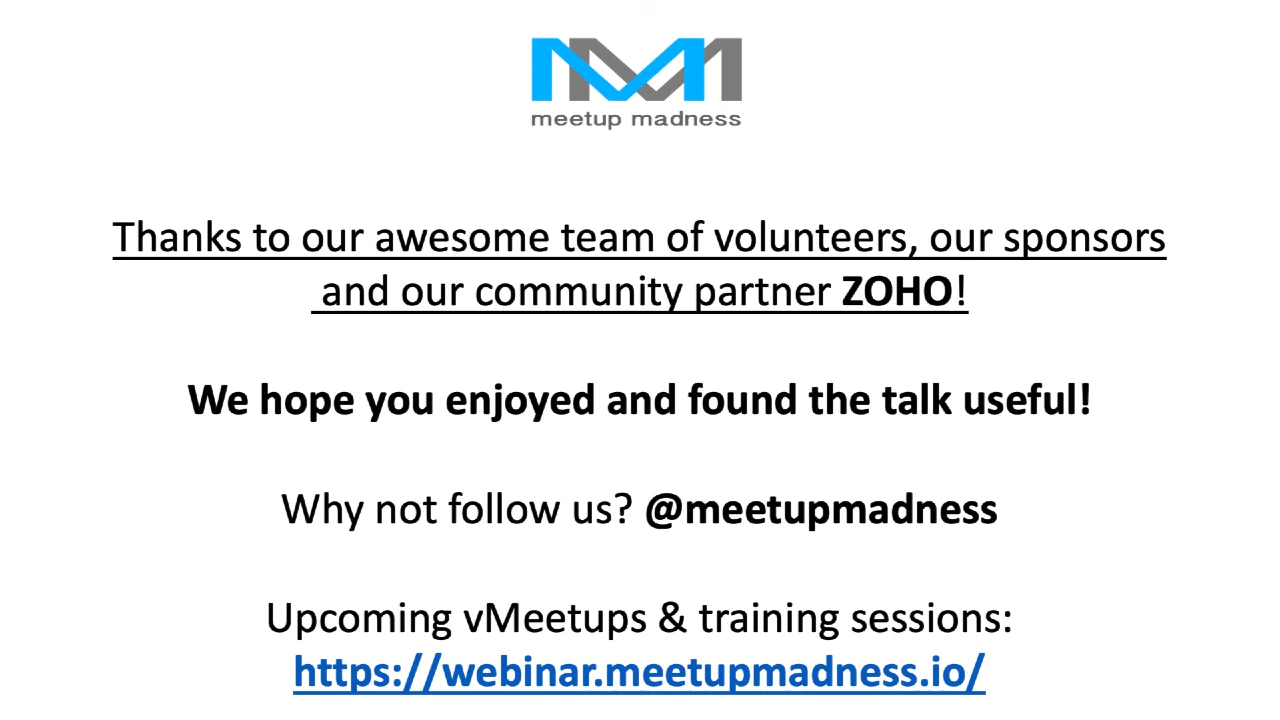 meetup madness
Thanks to our awesome team of volunteers, our sponsors
and our community partner ZOHO!
We hope you enjoyed and found the talk useful!
Why not follow us? @meetupmadness
Upcoming vMeetups & training sessions:
https://webinar.meetupmadness.io/